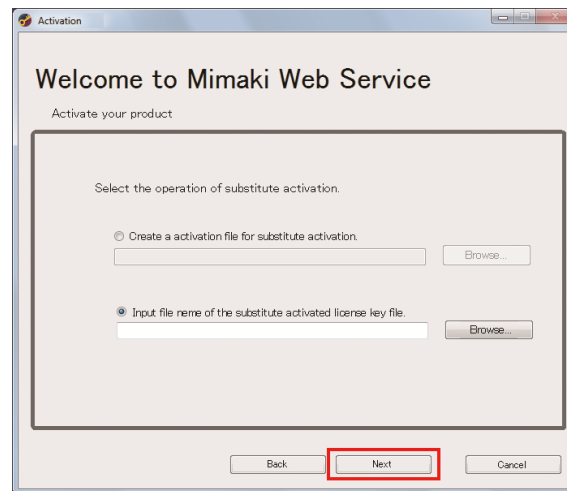 Activation
Welcome to Mimaki Web Service
Activate your product
Select the operation of substitute activation.
Create a activation file for substitute activation.
Browse...
Input file neme of the substitute activated license key file.
Browse...
Back Next Cancel